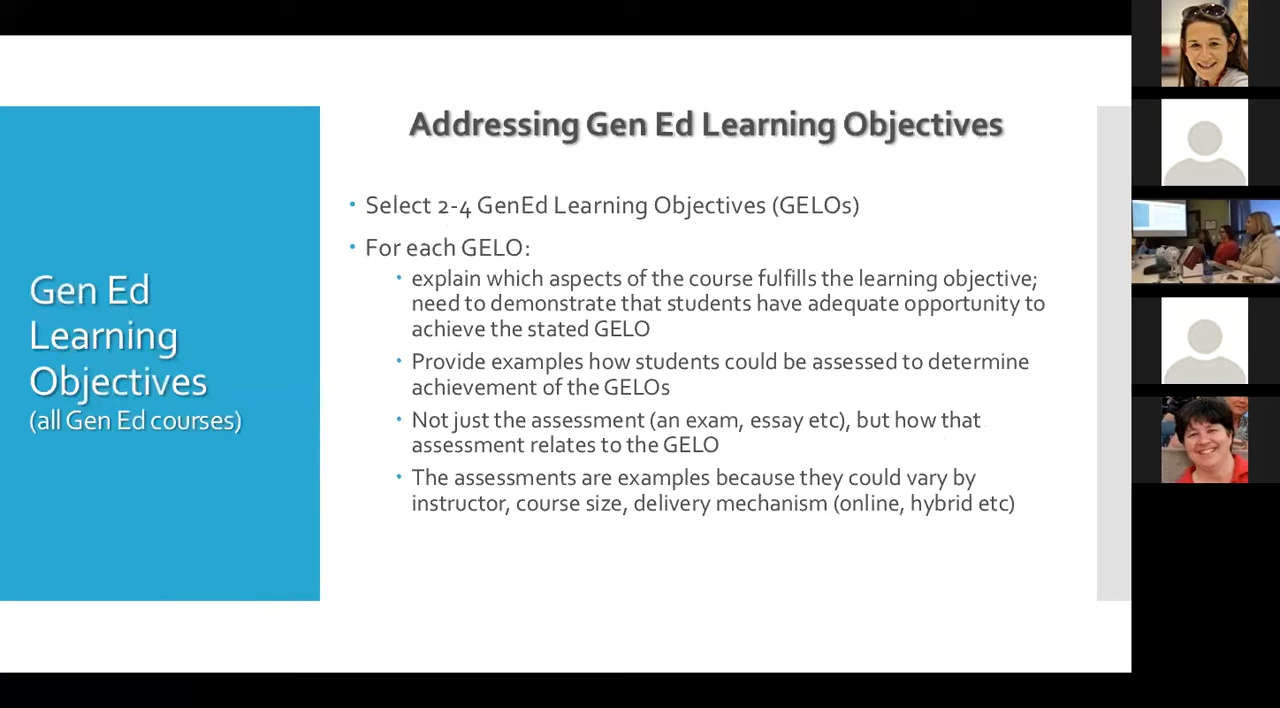 Addressing Gen Ed Learning Objectives
Gen Ed
Learning
Objectives
(all Gen Ed courses)
• Select 2-4 GenEd Learning Objectives (GELOs)
• For each GELO:
• explain which aspects of the course fulfills the learning objective;
need to demonstrate that students have adequate opportunity to
achieve the stated GELO
• Provide examples how students could be assessed to determine
achievement of the GELOs
• Not just the assessment (an exam, essay etc), but how that
assessment relates to the GELO
• The assessments are examples because they could vary by
instructor, course size, delivery mechanism (online, hybrid etc)